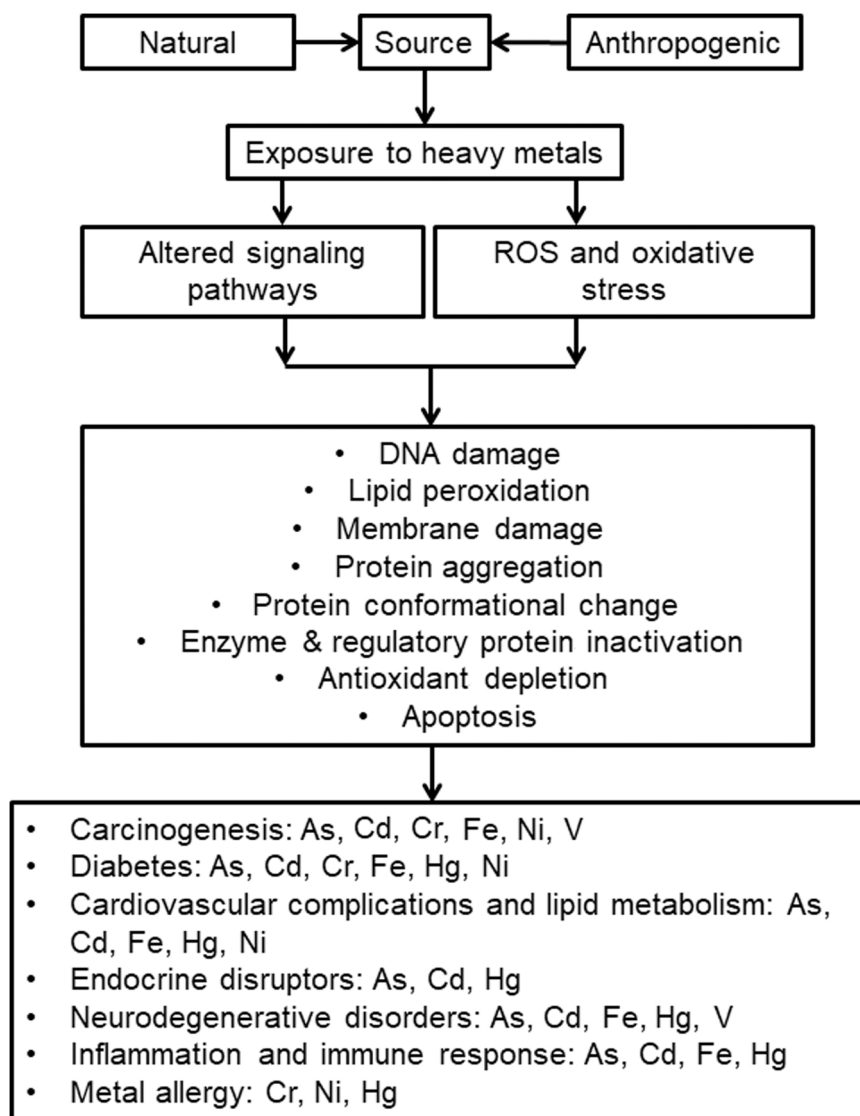 Natural
Source
Anthropogenic
Exposure to heavy metals
Altered signaling
pathways
ROS and oxidative
stress
• DNA damage
• Lipid peroxidation
• Membrane damage
• Protein aggregation
• Protein conformational change
• Enzyme & regulatory protein inactivation
• Antioxidant depletion
• Apoptosis
• Carcinogenesis: As, Cd, Cr, Fe, Ni, V
• Diabetes: As, Cd, Cr, Fe, Hg, Ni
• Cardiovascular complications and lipid metabolism: As,
Cd, Fe, Hg, Ni
• Endocrine disruptors: As, Cd, Hg
• Neurodegenerative disorders: As, Cd, Fe, Hg, V
• Inflammation and immune response: As, Cd, Fe, Hg
• Metal allergy: Cr, Ni, Hg